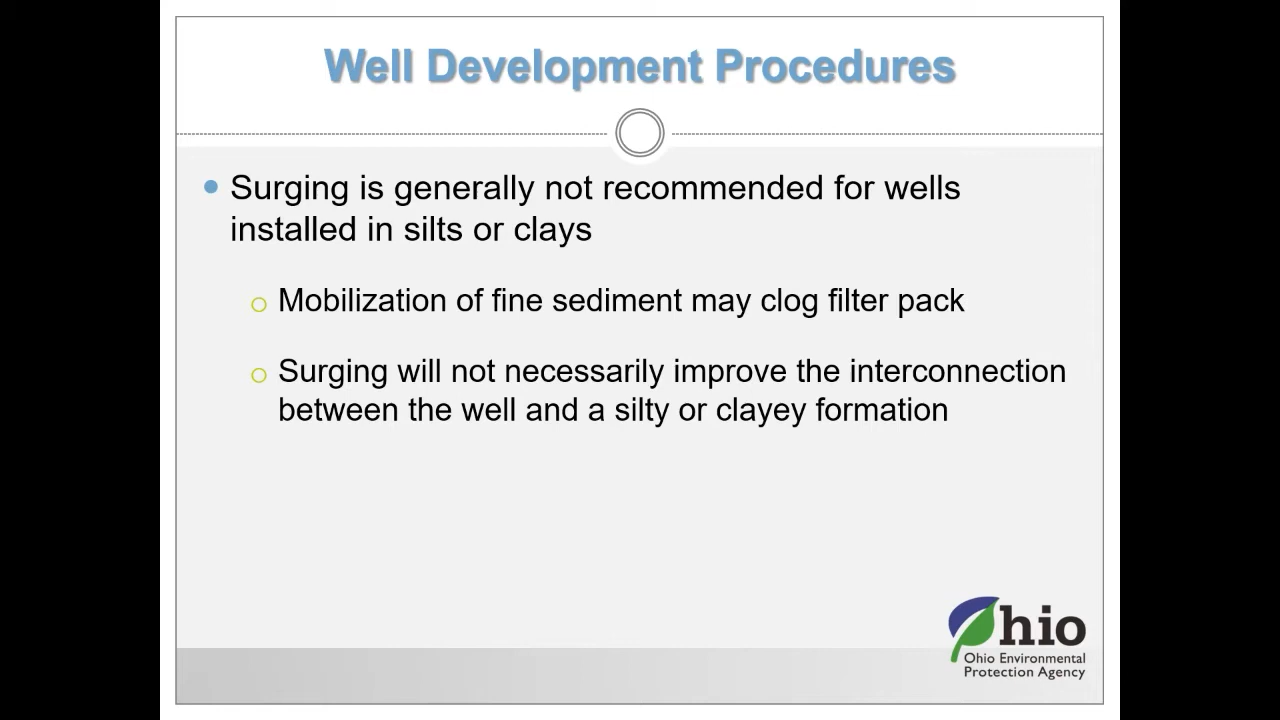 Well Development Procedures
Surging is generally not recommended for wells
installed in silts or clays
Mobilization of fine sediment may clog filter pack
Surging will not necessarily improve the interconnection
between the well and a silty or clayey formation
Ohio
Ohio Environmental
Protection Agency